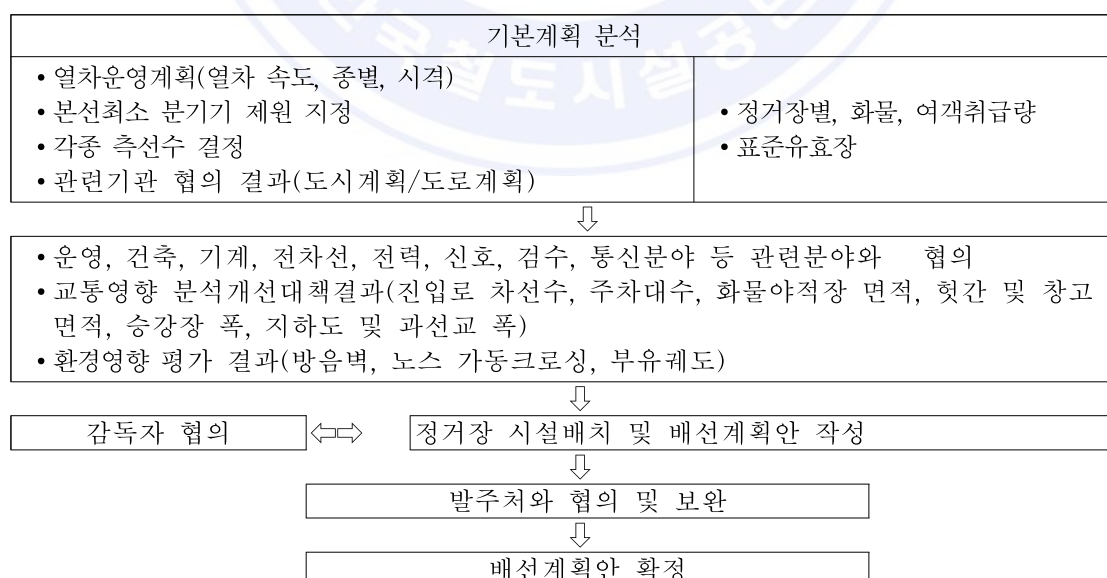 기본계획 분석
• 열차운영계획(열차 속도, 종별, 시격)
• 본선최소 분기기 제원 지정
• 각종 측선수 결정
• 관련기관 협의 결과(도시계획/도로계획)
• 정거장별, 화물, 여객취급량
• 표준유효장
• 운영, 건축, 기계, 전차선, 전력, 신호, 검수, 통신분야 등 관련분야와 협의
• 교통영향 분석개선대책결과(진입로 차선수, 주차대수, 화물야적장 면적, 헛간 및 창고
면적, 승강장 폭, 지하도 및 과선교 폭)
• 환경영향 평가 결과(방음벽, 노스 가동크로싱, 부유궤도)
감독자 협의
정거장 시설배치 및 배선계획안 작성
발주처와 협의 및 보완
배선계획안 확정
한국철도시설공단